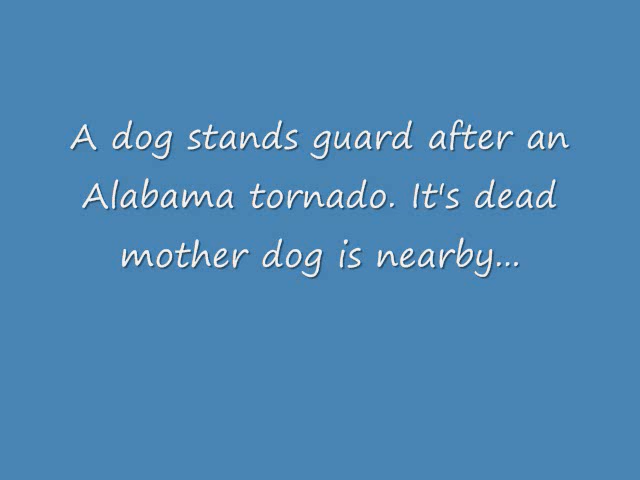 A dog stands guard after an
Alabama tornado. It's dead
mother dog is nearby...